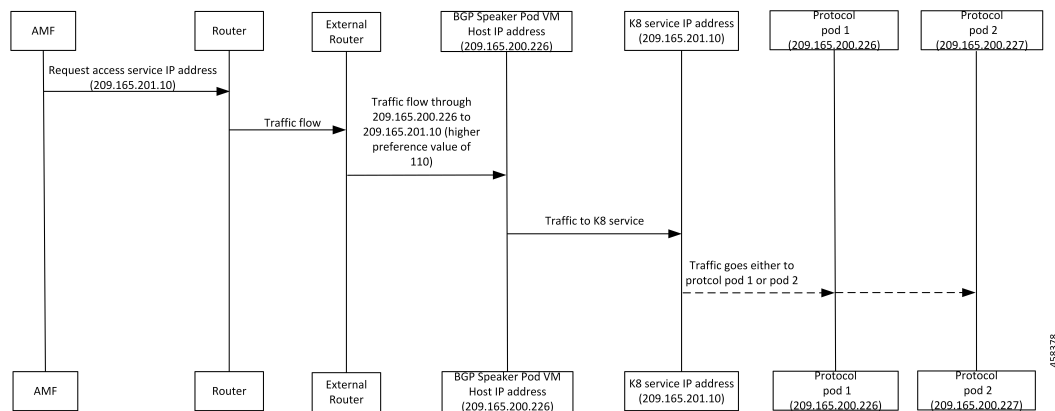 AMF
Router
External
Router
BGP Speaker Pod VM
Host IP address
(209.165.200.226)
K8 service IP address
(209.165.201.10)
Protocol
pod 1
(209.165.200.226)
Protocol
pod 2
(209.165.200.227)
Request access service IP address
(209.165.201.10)
Traffic flow
Traffic flow through
209.165.200.226 to
209.165.201.10 (higher
preference value of
110)
Traffic to K8 service
Traffic goes either to
protcol pod 1 or pod 2
458378
AMF
Router
External
Router
BGP Speaker Pod VM
Host IP address
(209.165.200.226)
K8 service IP address
(209.165.201.10)
Protocol
pod 1
(209.165.200.226)
Protocol
pod 2
(209.165.200.227)